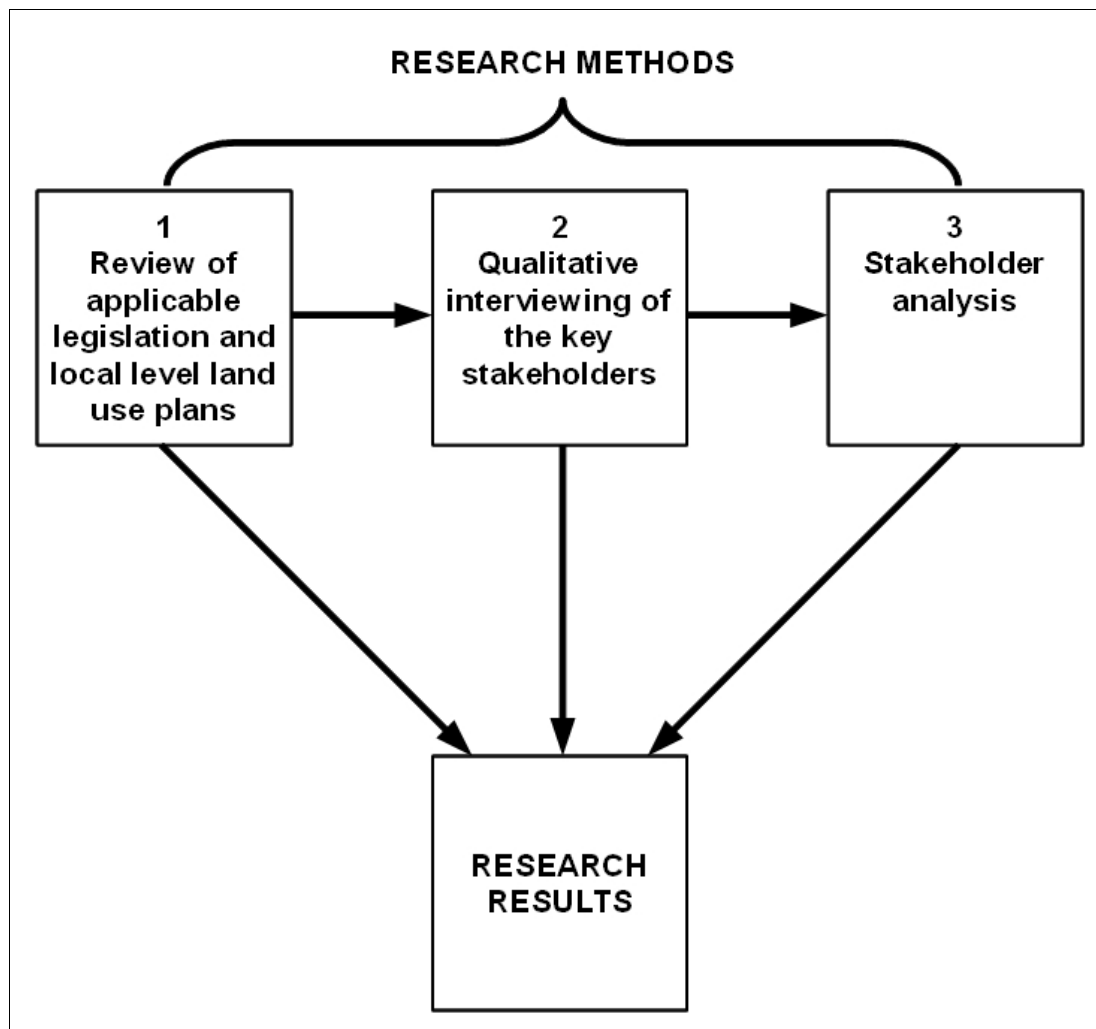 RESEARCH METHODS
1
Review of
applicable
legislation and
local level land
use plans
2
Qualitative
interviewing of
the key
stakeholders
3
Stakeholder
analysis
RESEARCH
RESULTS